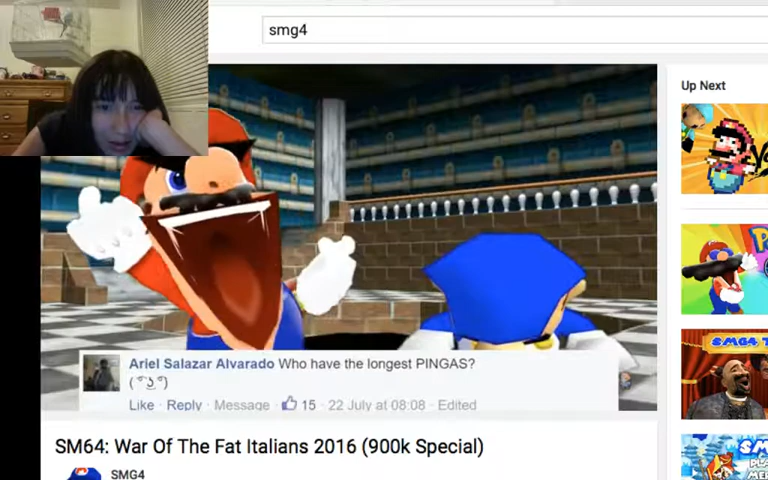 smg4
Up Next
Ariel Salazar Alvarado Who have the longest PINGAS?
( ͡° ͜ʖ ͡°)
Like · Reply · Message · 15 · 22 July at 08:08 · Edited
SM64: War Of The Fat Italians 2016 (900k Special)
SMG4
SMG4